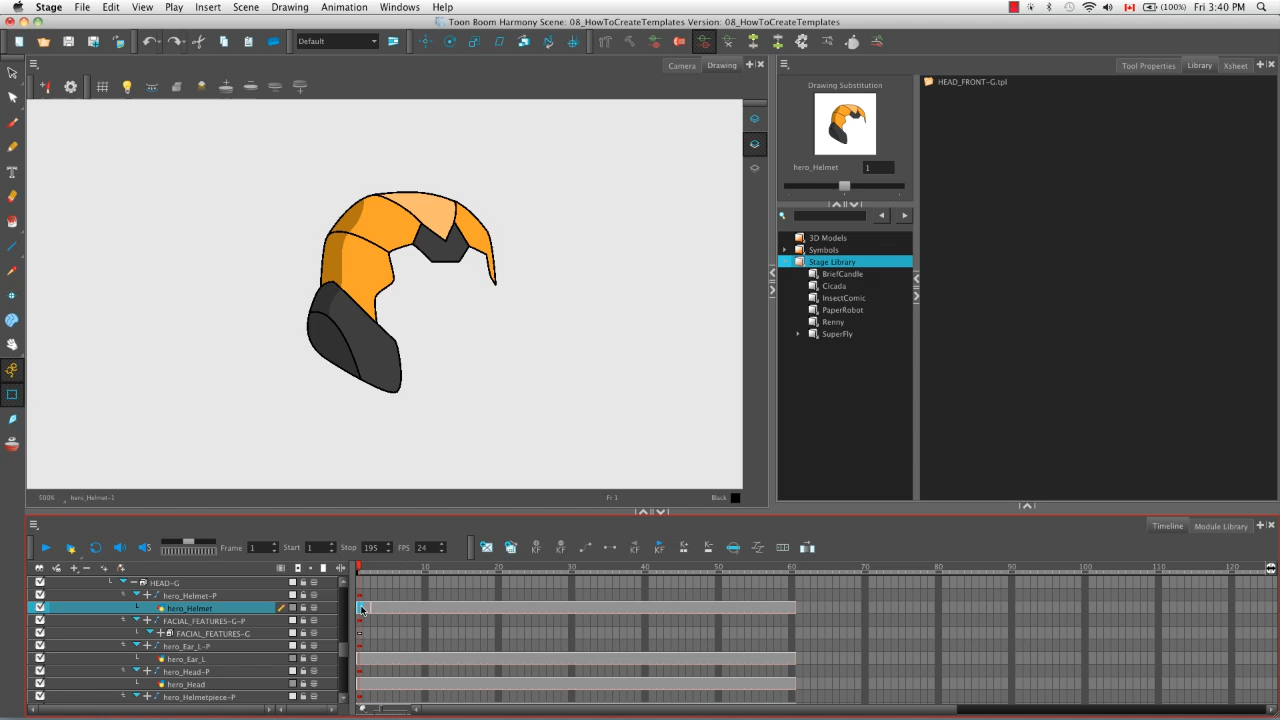 Stage File Edit View Play Insert Scene Drawing Animation Windows Help (100%) Fri 3:40 PM
Toon Boom Harmony Scene: 08_HowToCreateTemplates Version: 08_HowToCreateTemplates
Default
Camera Drawing
Tool Properties Library Xsheet
Drawing Substitution
HEAD_FRONT-G.tpl
hero_Helmet 1
3D Models
Symbols
Stage Library
BriefCandle
Cicada
InsectComic
PaperRobot
Renny
SuperFly
500% hero_Helmet-1 Fr 1 Black
Timeline Module Library
Frame 1 Start 1 Stop 195 FPS 24
KF KF KF KF
10 20 30 40 50 60 70 80 90 100 110 120
HEAD-G
hero_Helmet-P
hero_Helmet
FACIAL_FEATURES-G-P
FACIAL_FEATURES-G
hero_Ear_L-P
hero_Ear_L
hero_Head-P
hero_Head
hero_Helmetpiece-P